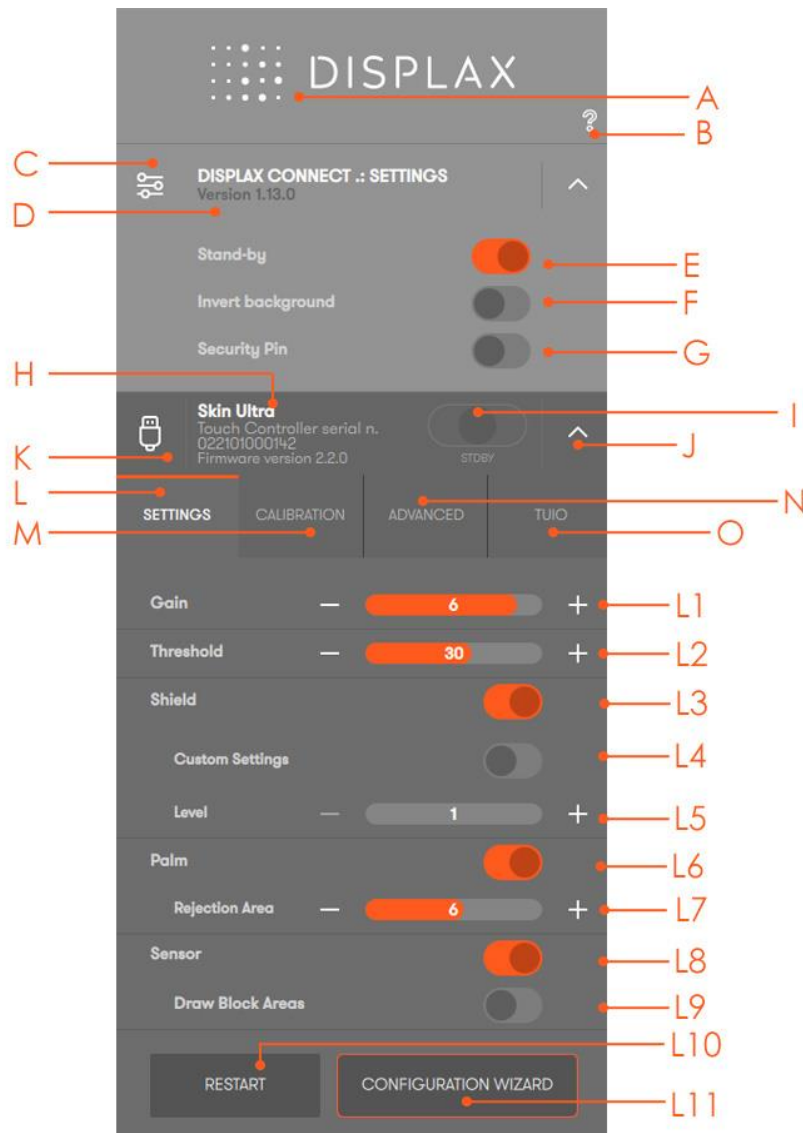 DISPLAX
A
B
C
DISPLAX CONNECT .: SETTINGS
Version 1.13.0
D
Stand-by
E
Invert background
F
Security Pin
G
H
Skin Ultra
Touch Controller serial n.
022101000142
Firmware version 2.2.0
STDBY
I
J
K
L
N
SETTINGS CALIBRATION ADVANCED TUIO
M
O
Gain − 6 + L1
Threshold − 30 + L2
Shield L3
Custom Settings L4
Level − 1 + L5
Palm L6
Rejection Area − 6 + L7
Sensor L8
Draw Block Areas L9
L10
RESTART CONFIGURATION WIZARD
L11